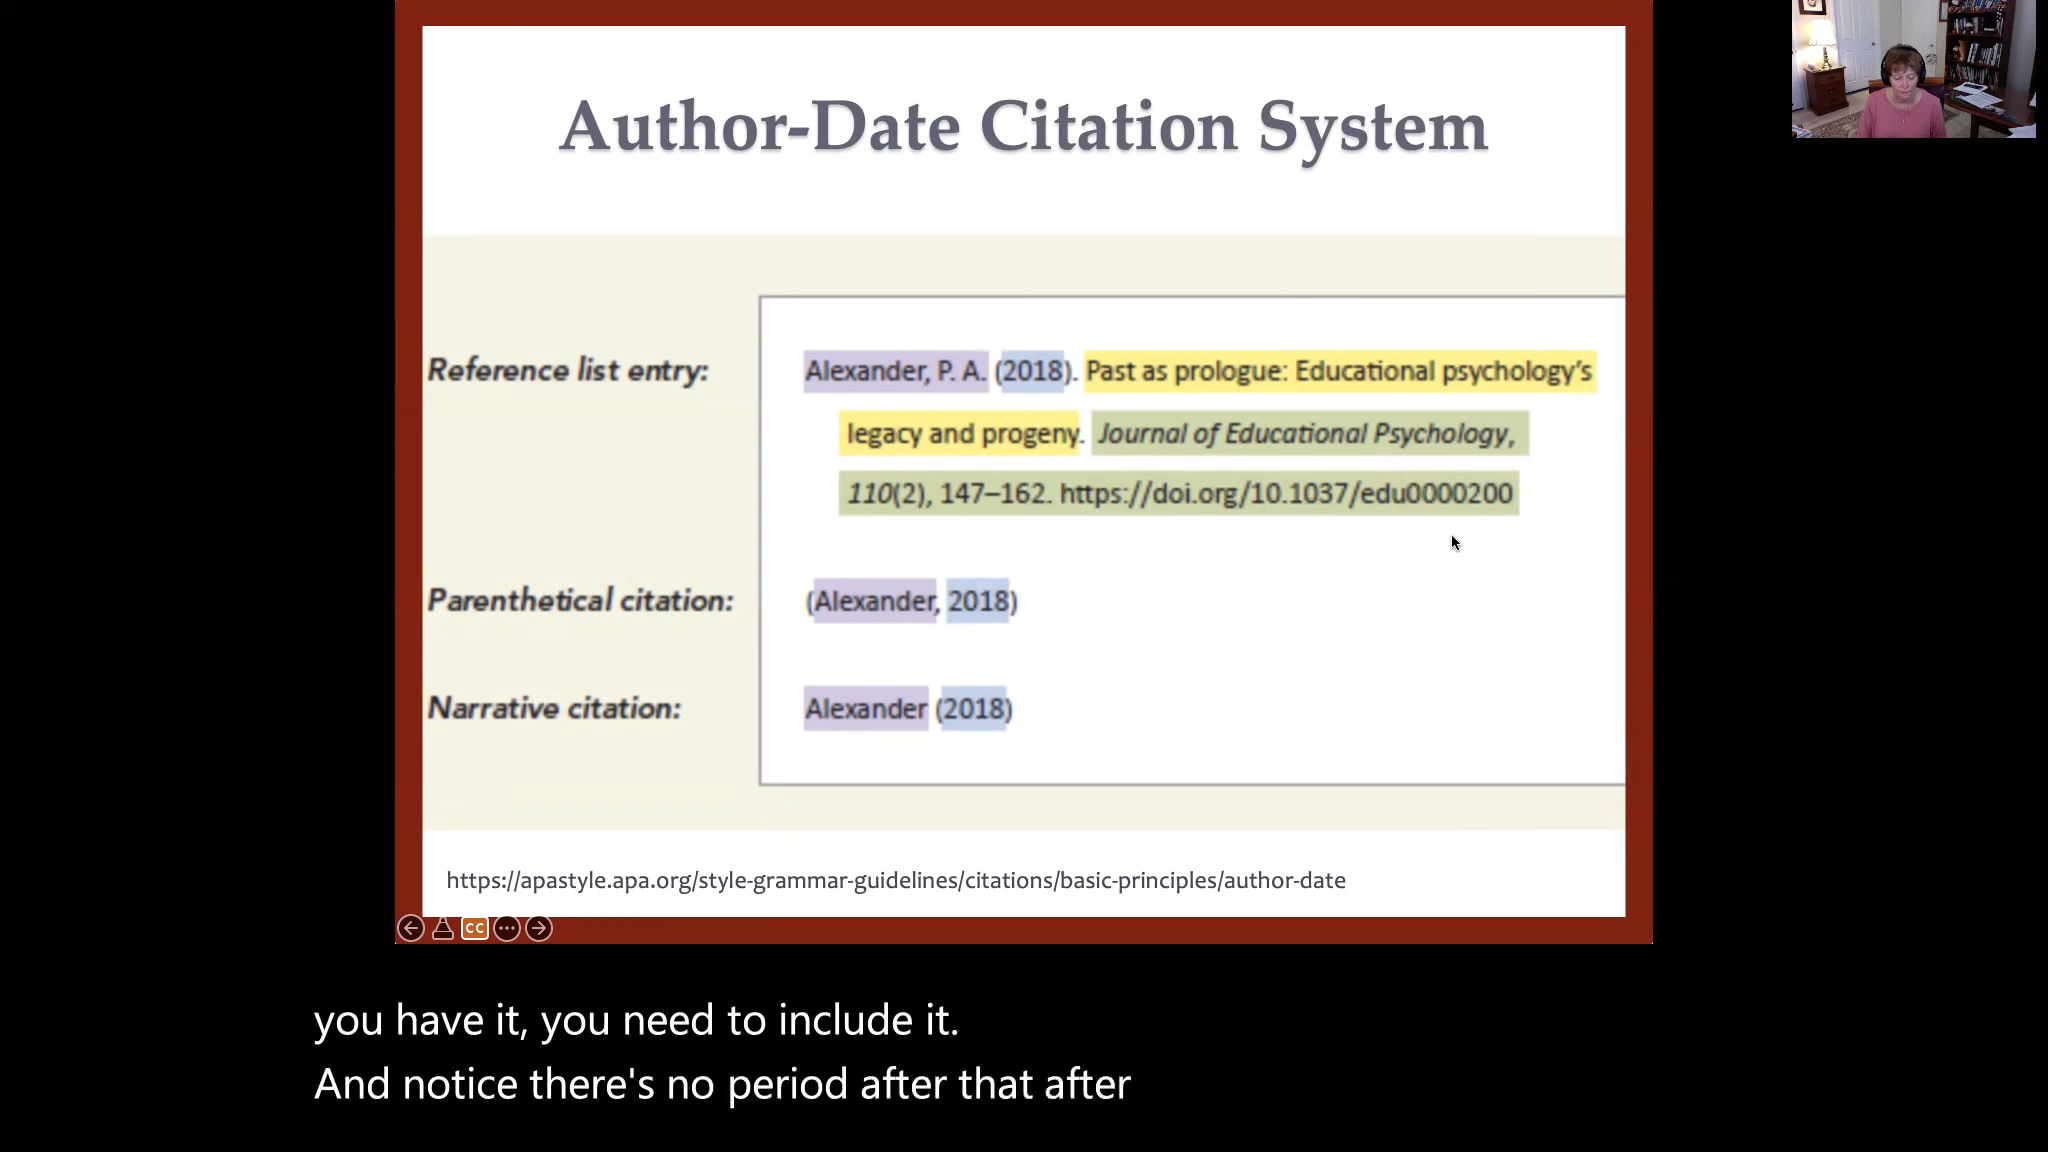 Author-Date Citation System
Reference list entry:
Alexander, P. A. (2018). Past as prologue: Educational psychology’s
legacy and progeny. Journal of Educational Psychology,
110(2), 147–162. https://doi.org/10.1037/edu0000200
Parenthetical citation:
(Alexander, 2018)
Narrative citation:
Alexander (2018)
https://apastyle.apa.org/style-grammar-guidelines/citations/basic-principles/author-date
CC
you have it, you need to include it.
And notice there's no period after that after